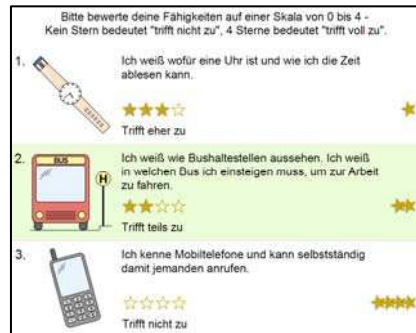 Bitte bewerte deine Fähigkeiten auf einer Skala von 0 bis 4 -
Kein Stern bedeutet "trifft nicht zu", 4 Sterne bedeutet "trifft voll zu".
1.
Ich weiß wofür eine Uhr ist und wie ich die Zeit
ablesen kann.
Trifft eher zu
2.
BUS
H
Ich weiß wie Bushaltestellen aussehen. Ich weiß
in welchen Bus ich einsteigen muss, um zur Arbeit
zu fahren.
Trifft teils zu
3.
Ich kenne Mobiltelefone und kann selbstständig
damit jemanden anrufen.
Trifft nicht zu